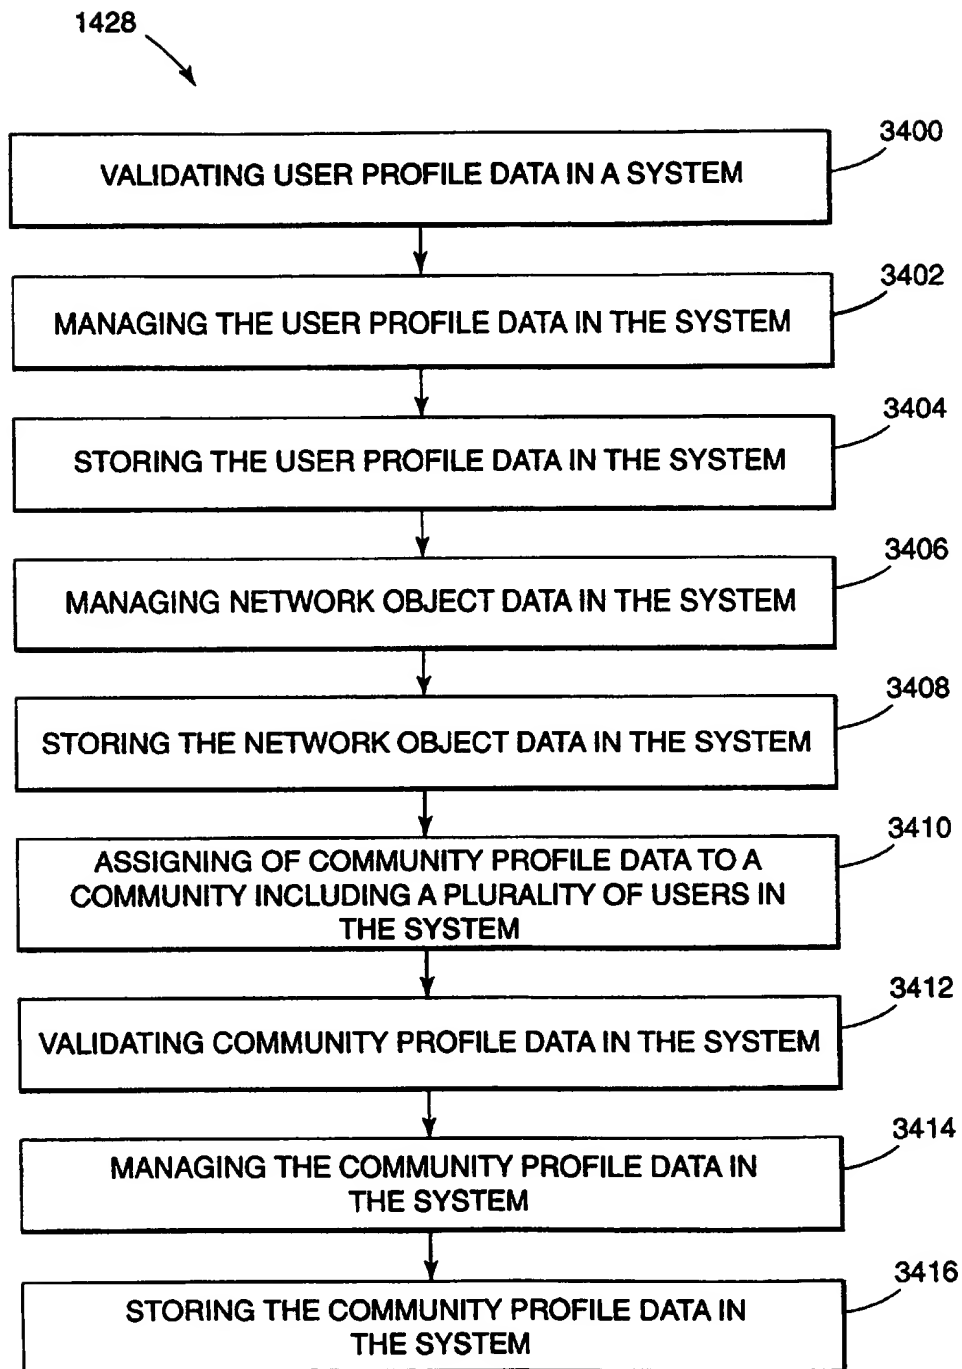 1428
3400
VALIDATING USER PROFILE DATA IN A SYSTEM
3402
MANAGING THE USER PROFILE DATA IN THE SYSTEM
3404
STORING THE USER PROFILE DATA IN THE SYSTEM
3406
MANAGING NETWORK OBJECT DATA IN THE SYSTEM
3408
STORING THE NETWORK OBJECT DATA IN THE SYSTEM
3410
ASSIGNING OF COMMUNITY PROFILE DATA TO A
COMMUNITY INCLUDING A PLURALITY OF USERS IN
THE SYSTEM
3412
VALIDATING COMMUNITY PROFILE DATA IN THE SYSTEM
3414
MANAGING THE COMMUNITY PROFILE DATA IN
THE SYSTEM
3416
STORING THE COMMUNITY PROFILE DATA IN
THE SYSTEM